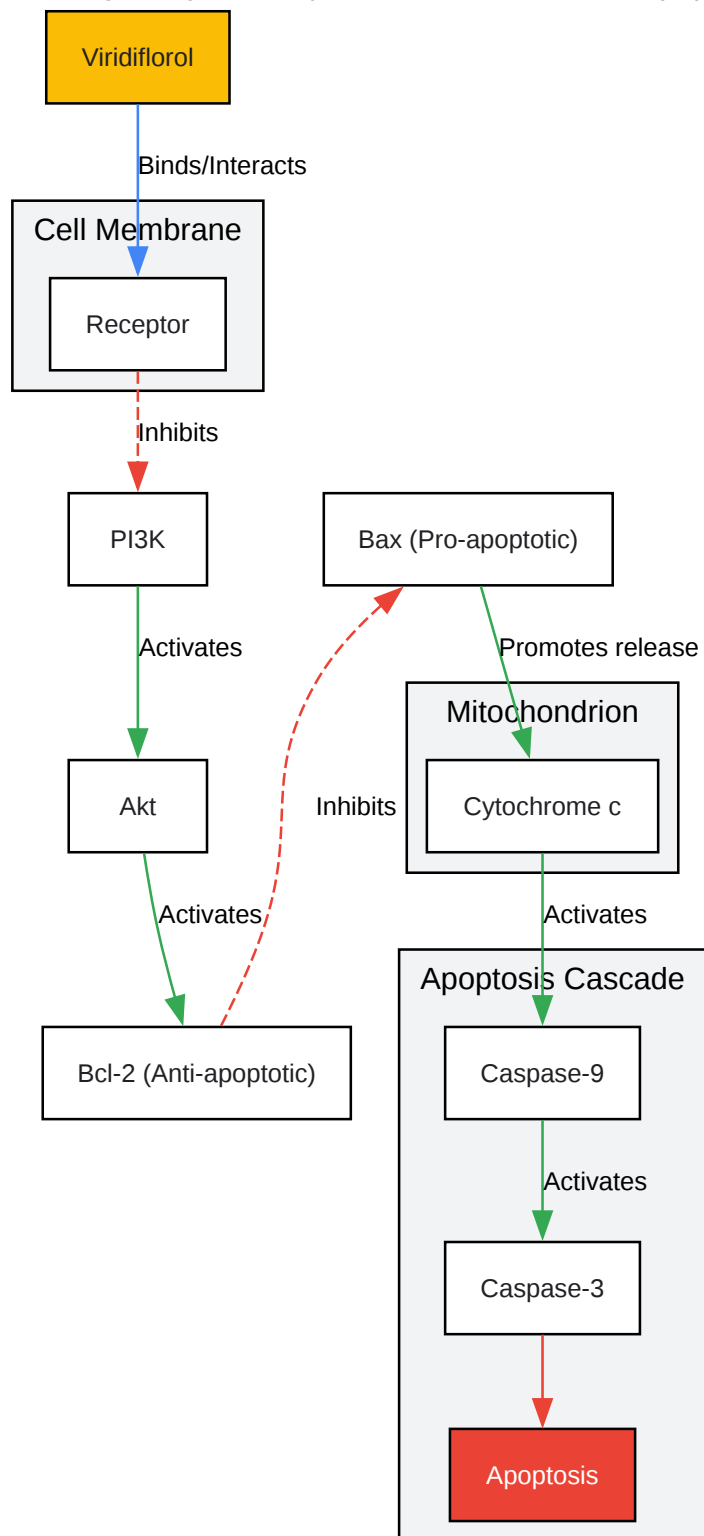 Viridiflorol
Binds/Interacts
Cell Membrane
Receptor
Inhibits
PI3K
Bax (Pro-apoptotic)
Activates
Promotes release
Mitochondrion
Akt
Inhibits
Cytochrome c
Activates
Activates
Apoptosis Cascade
Bcl-2 (Anti-apoptotic)
Caspase-9
Activates
Caspase-3
Apoptosis